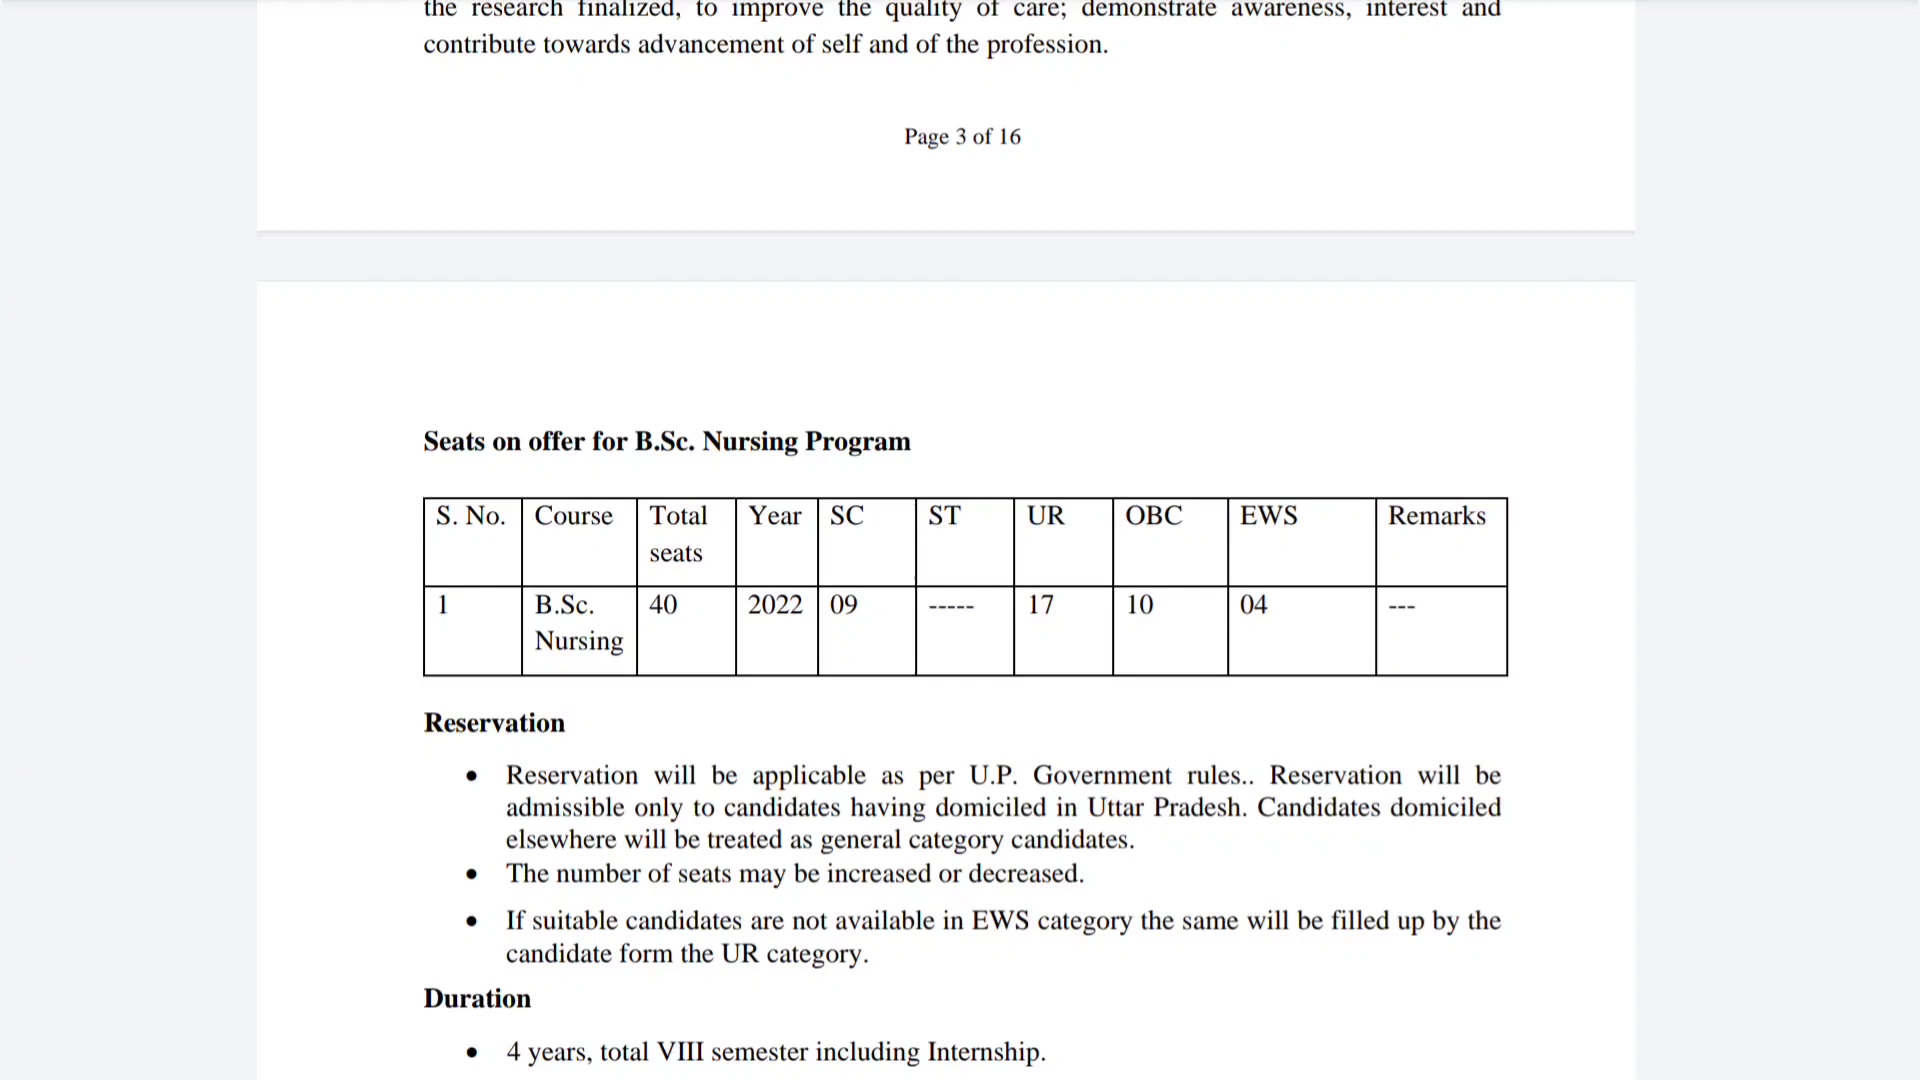 the research finalized, to improve the quality of care; demonstrate awareness, interest and
contribute towards advancement of self and of the profession.
Page 3 of 16
Seats on offer for B.Sc. Nursing Program
S. No. Course Total seats Year SC ST UR OBC EWS Remarks
1 B.Sc. Nursing 40 2022 09 ----- 17 10 04 ---
Reservation
• Reservation will be applicable as per U.P. Government rules.. Reservation will be
admissible only to candidates having domiciled in Uttar Pradesh. Candidates domiciled
elsewhere will be treated as general category candidates.
• The number of seats may be increased or decreased.
• If suitable candidates are not available in EWS category the same will be filled up by the
candidate form the UR category.
Duration
• 4 years, total VIII semester including Internship.